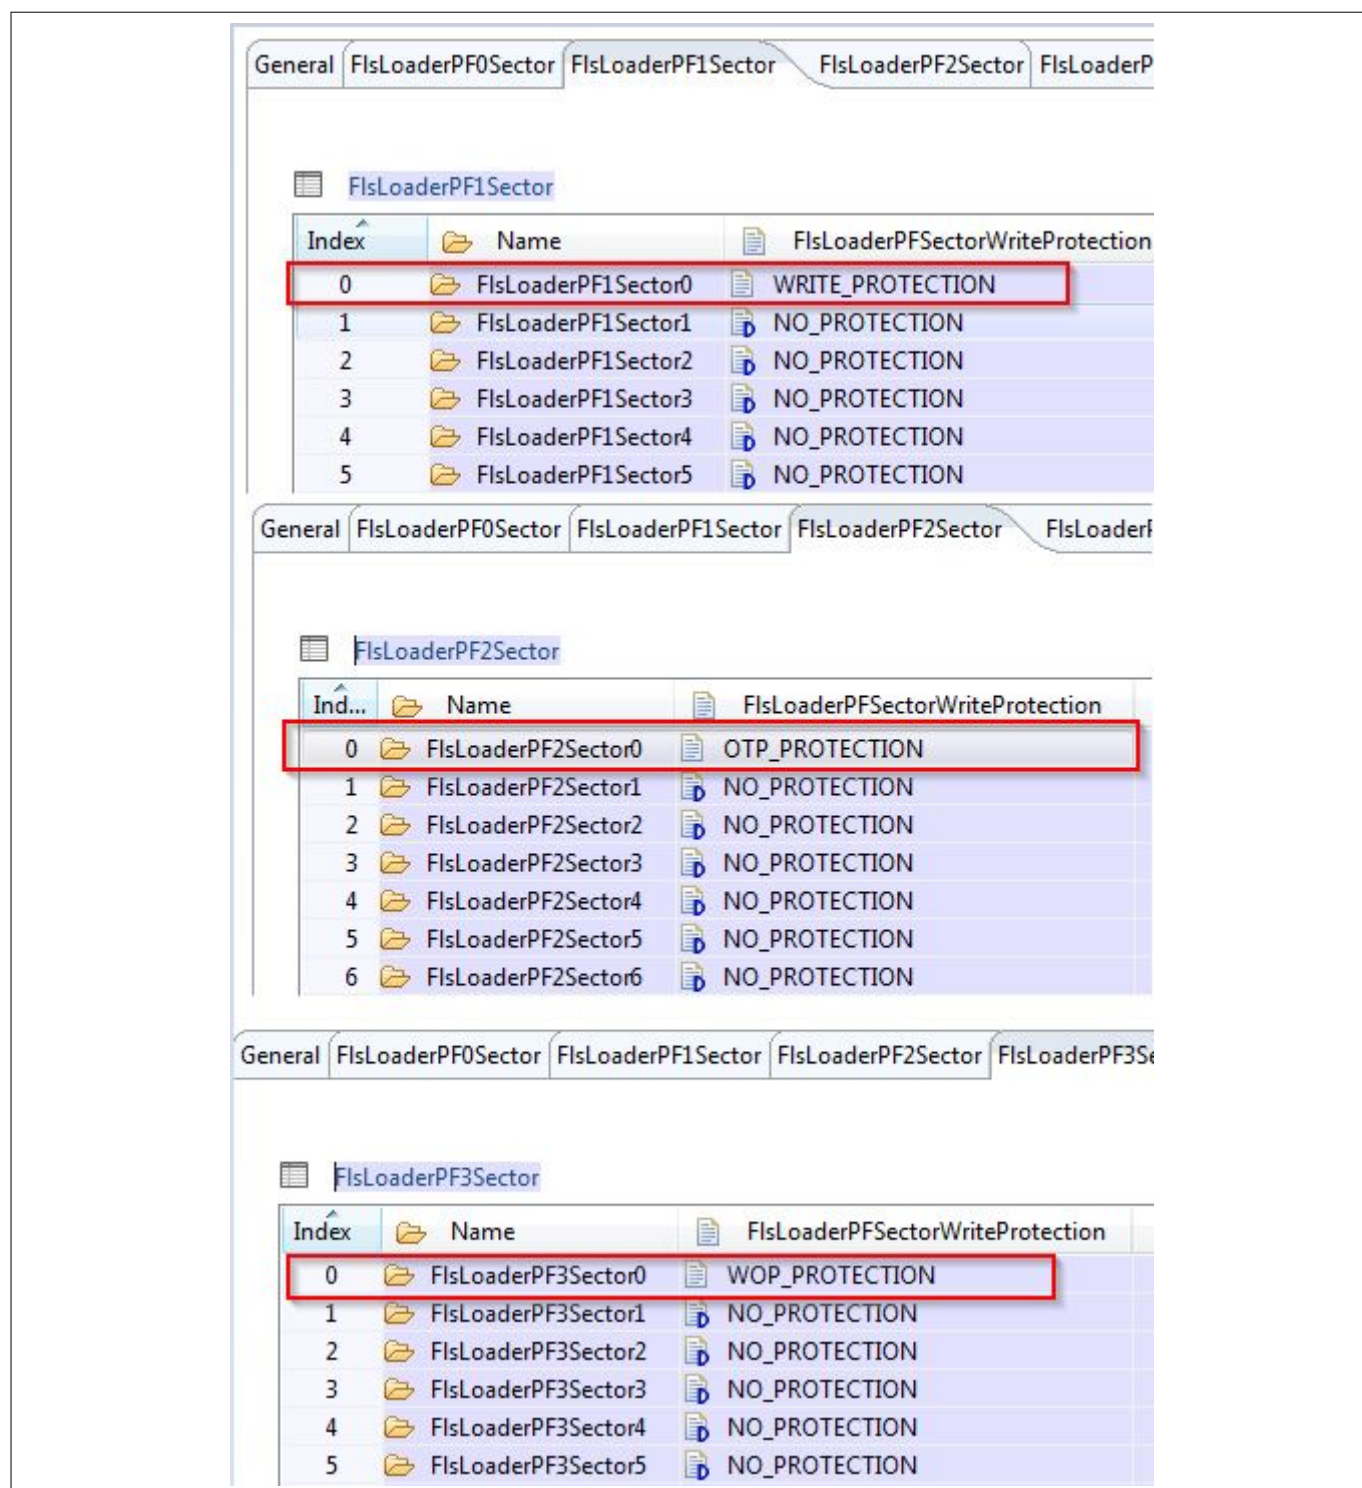 General FlsLoaderPF0Sector FlsLoaderPF1Sector FlsLoaderPF2Sector FlsLoaderP
FlsLoaderPF1Sector
Index Name FlsLoaderPFSectorWriteProtection
0 FlsLoaderPF1Sector0 WRITE_PROTECTION
1 FlsLoaderPF1Sector1 NO_PROTECTION
2 FlsLoaderPF1Sector2 NO_PROTECTION
3 FlsLoaderPF1Sector3 NO_PROTECTION
4 FlsLoaderPF1Sector4 NO_PROTECTION
5 FlsLoaderPF1Sector5 NO_PROTECTION
General FlsLoaderPF0Sector FlsLoaderPF1Sector FlsLoaderPF2Sector FlsLoader
FlsLoaderPF2Sector
Ind... Name FlsLoaderPFSectorWriteProtection
0 FlsLoaderPF2Sector0 OTP_PROTECTION
1 FlsLoaderPF2Sector1 NO_PROTECTION
2 FlsLoaderPF2Sector2 NO_PROTECTION
3 FlsLoaderPF2Sector3 NO_PROTECTION
4 FlsLoaderPF2Sector4 NO_PROTECTION
5 FlsLoaderPF2Sector5 NO_PROTECTION
6 FlsLoaderPF2Sector6 NO_PROTECTION
General FlsLoaderPF0Sector FlsLoaderPF1Sector FlsLoaderPF2Sector FlsLoaderPF3Se
FlsLoaderPF3Sector
Index Name FlsLoaderPFSectorWriteProtection
0 FlsLoaderPF3Sector0 WOP_PROTECTION
1 FlsLoaderPF3Sector1 NO_PROTECTION
2 FlsLoaderPF3Sector2 NO_PROTECTION
3 FlsLoaderPF3Sector3 NO_PROTECTION
4 FlsLoaderPF3Sector4 NO_PROTECTION
5 FlsLoaderPF3Sector5 NO_PROTECTION